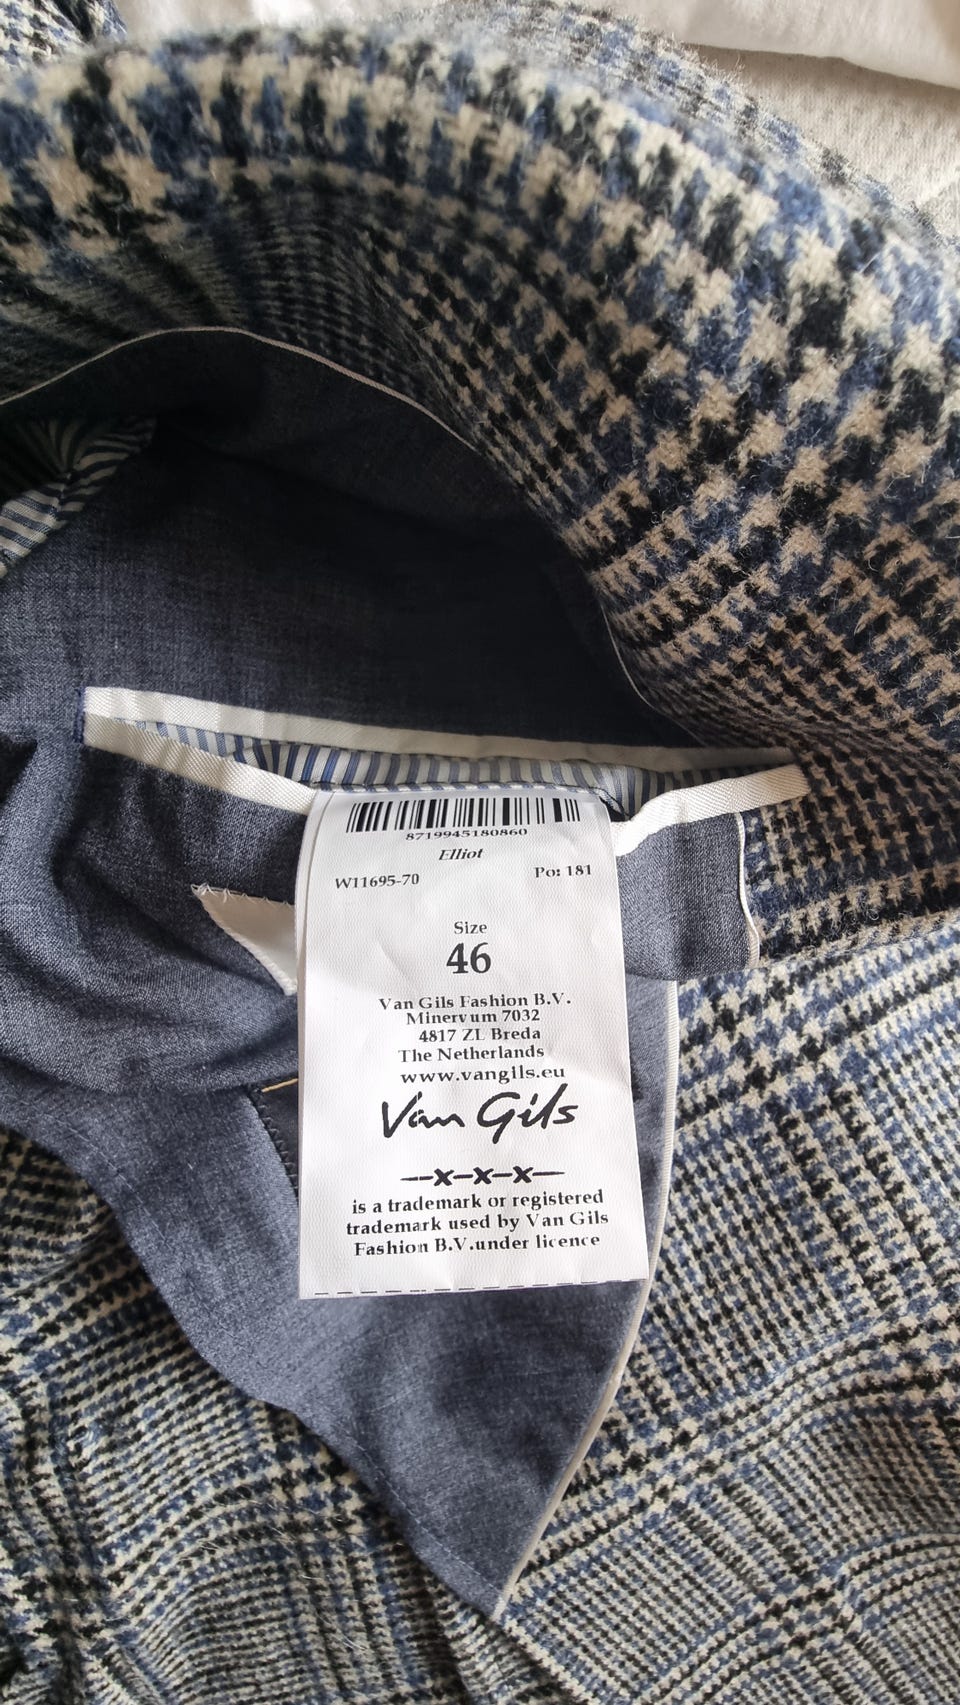 8719945180860
Elliot
W11695-70 Po: 181
Size
46
Van Gils Fashion B.V.
Minervum 7032
4817 ZL Breda
The Netherlands
www.vangils.eu
Van Gils
—x—x—x—
is a trademark or registered
trademark used by Van Gils
Fashion B.V.under licence